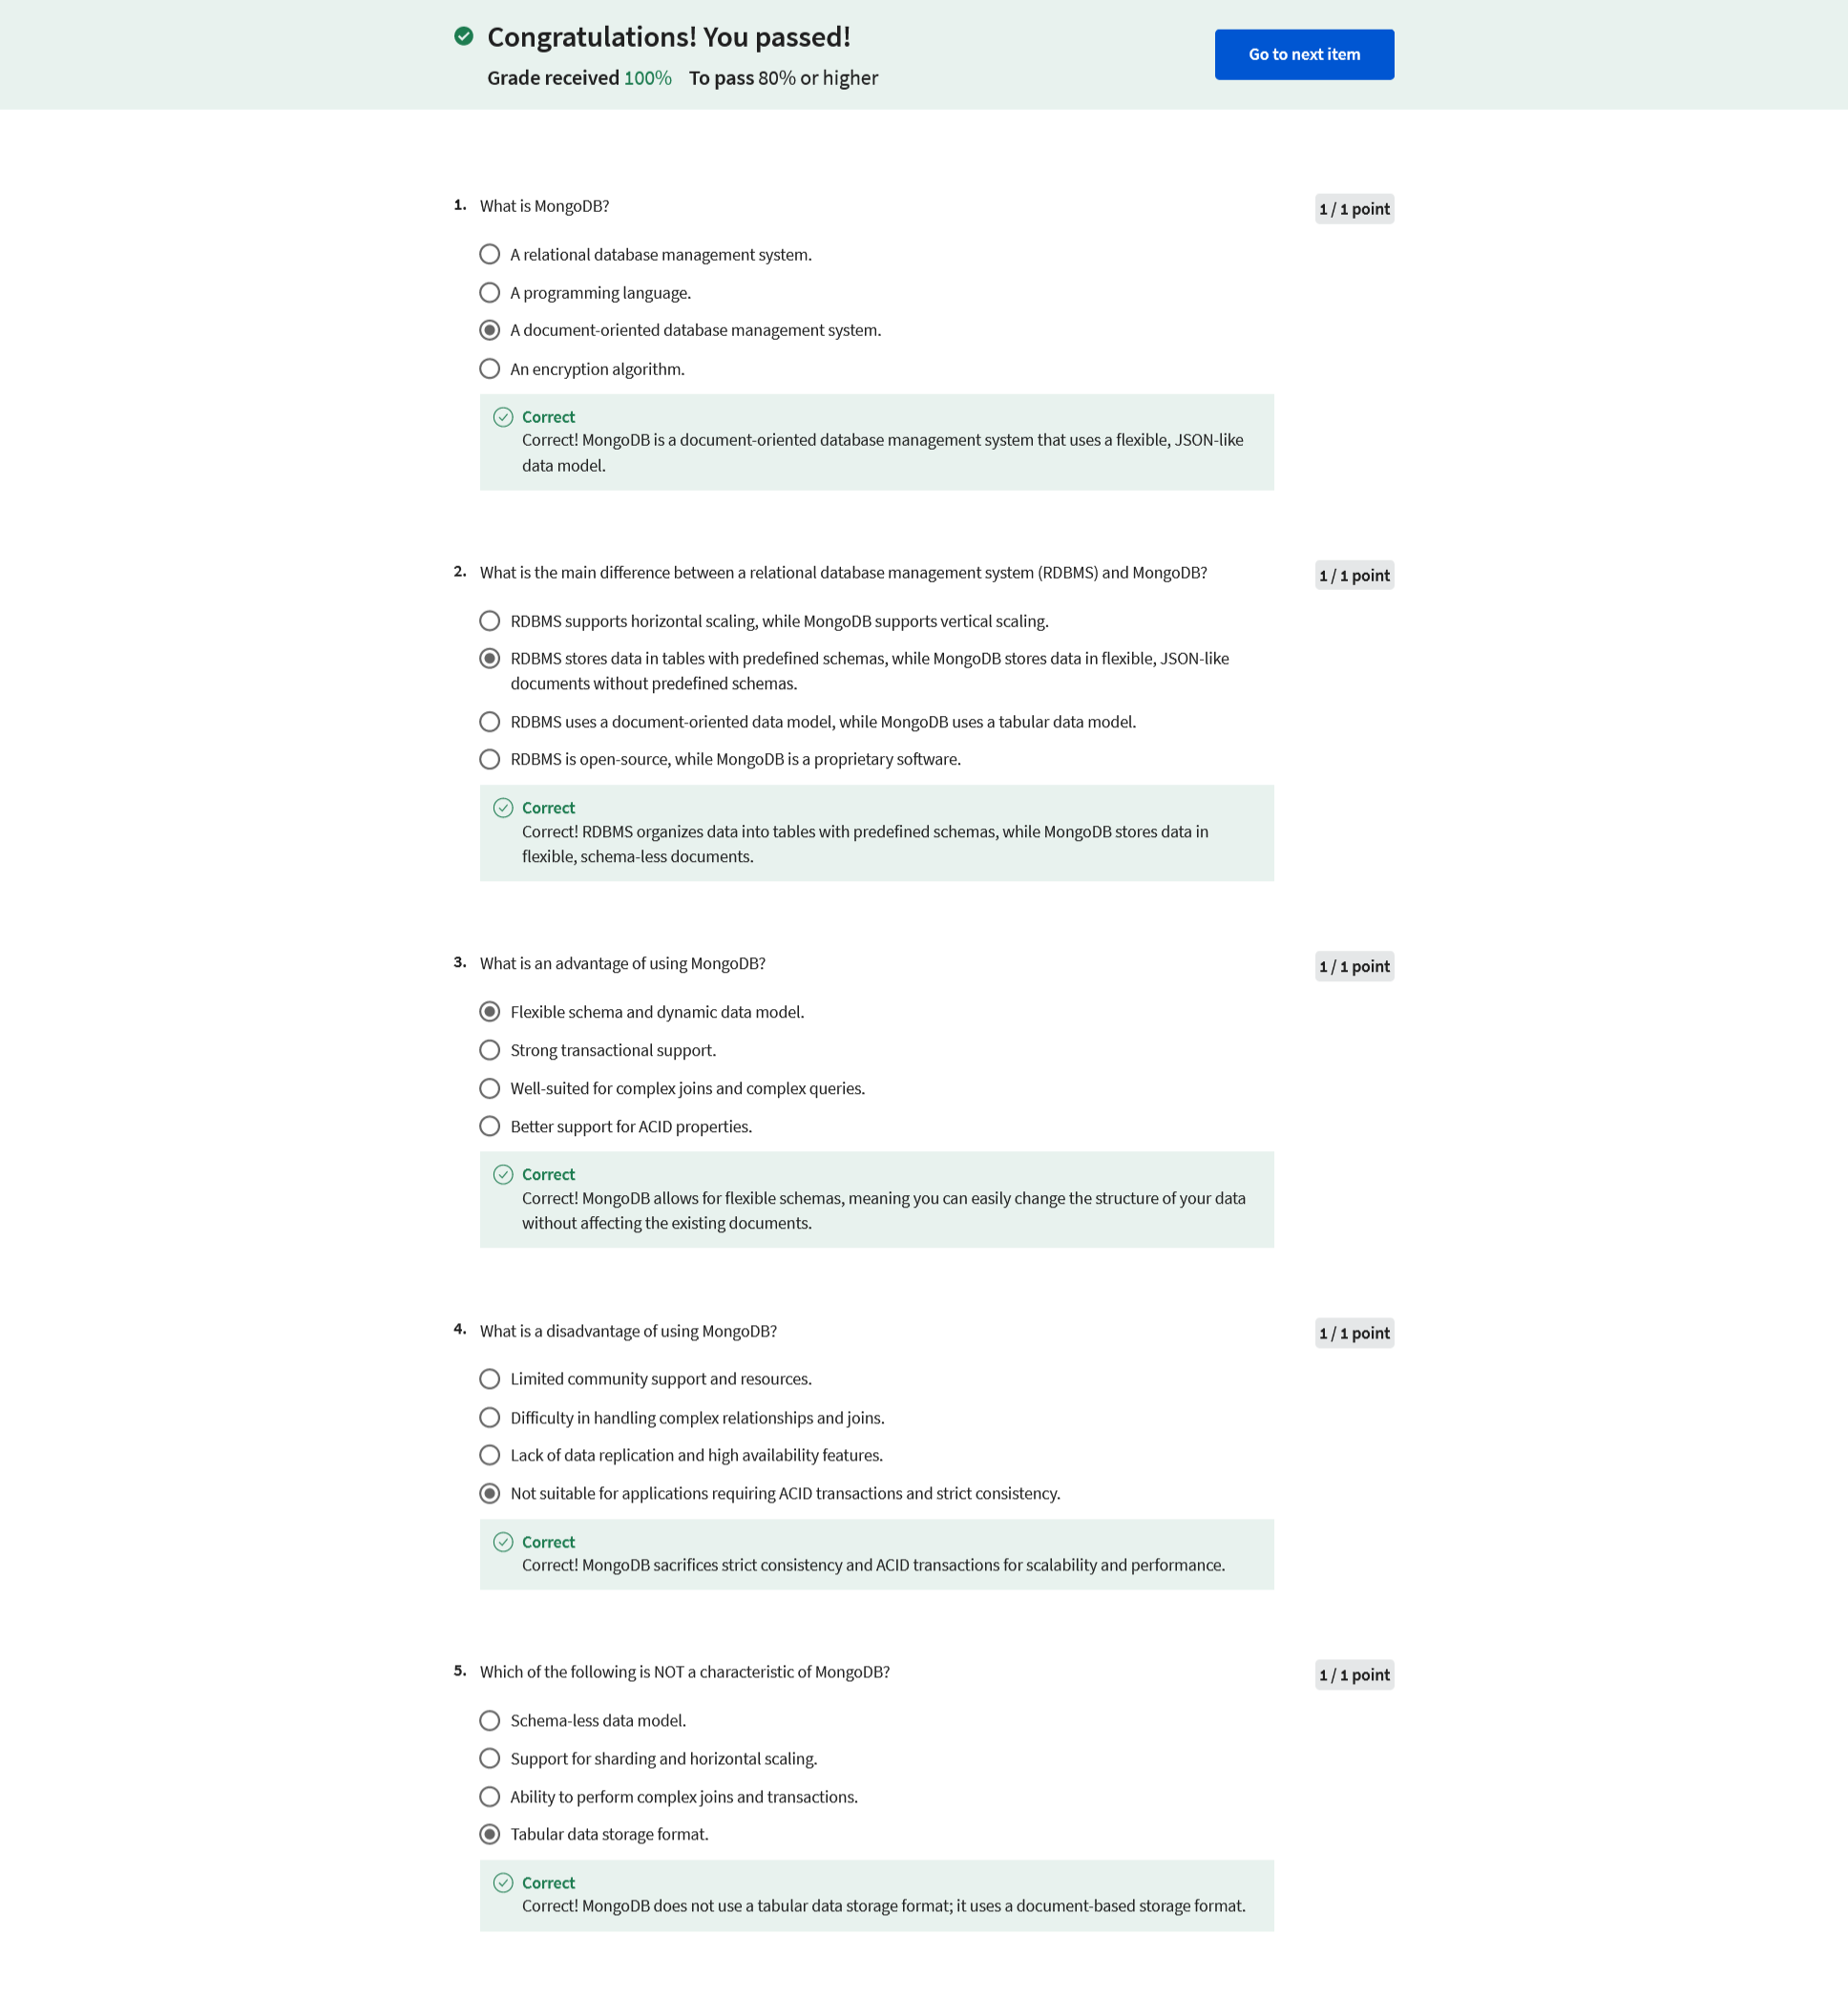 Congratulations! You passed!
Go to next item
Grade received 100% To pass 80% or higher
1. What is MongoDB?
1 / 1 point
A relational database management system.
A programming language.
A document-oriented database management system.
An encryption algorithm.
Correct
Correct! MongoDB is a document-oriented database management system that uses a flexible, JSON-like
data model.
2. What is the main difference between a relational database management system (RDBMS) and MongoDB?
1 / 1 point
RDBMS supports horizontal scaling, while MongoDB supports vertical scaling.
RDBMS stores data in tables with predefined schemas, while MongoDB stores data in flexible, JSON-like
documents without predefined schemas.
RDBMS uses a document-oriented data model, while MongoDB uses a tabular data model.
RDBMS is open-source, while MongoDB is a proprietary software.
Correct
Correct! RDBMS organizes data into tables with predefined schemas, while MongoDB stores data in
flexible, schema-less documents.
3. What is an advantage of using MongoDB?
1 / 1 point
Flexible schema and dynamic data model.
Strong transactional support.
Well-suited for complex joins and complex queries.
Better support for ACID properties.
Correct
Correct! MongoDB allows for flexible schemas, meaning you can easily change the structure of your data
without affecting the existing documents.
4. What is a disadvantage of using MongoDB?
1 / 1 point
Limited community support and resources.
Difficulty in handling complex relationships and joins.
Lack of data replication and high availability features.
Not suitable for applications requiring ACID transactions and strict consistency.
Correct
Correct! MongoDB sacrifices strict consistency and ACID transactions for scalability and performance.
5. Which of the following is NOT a characteristic of MongoDB?
1 / 1 point
Schema-less data model.
Support for sharding and horizontal scaling.
Ability to perform complex joins and transactions.
Tabular data storage format.
Correct
Correct! MongoDB does not use a tabular data storage format; it uses a document-based storage format.